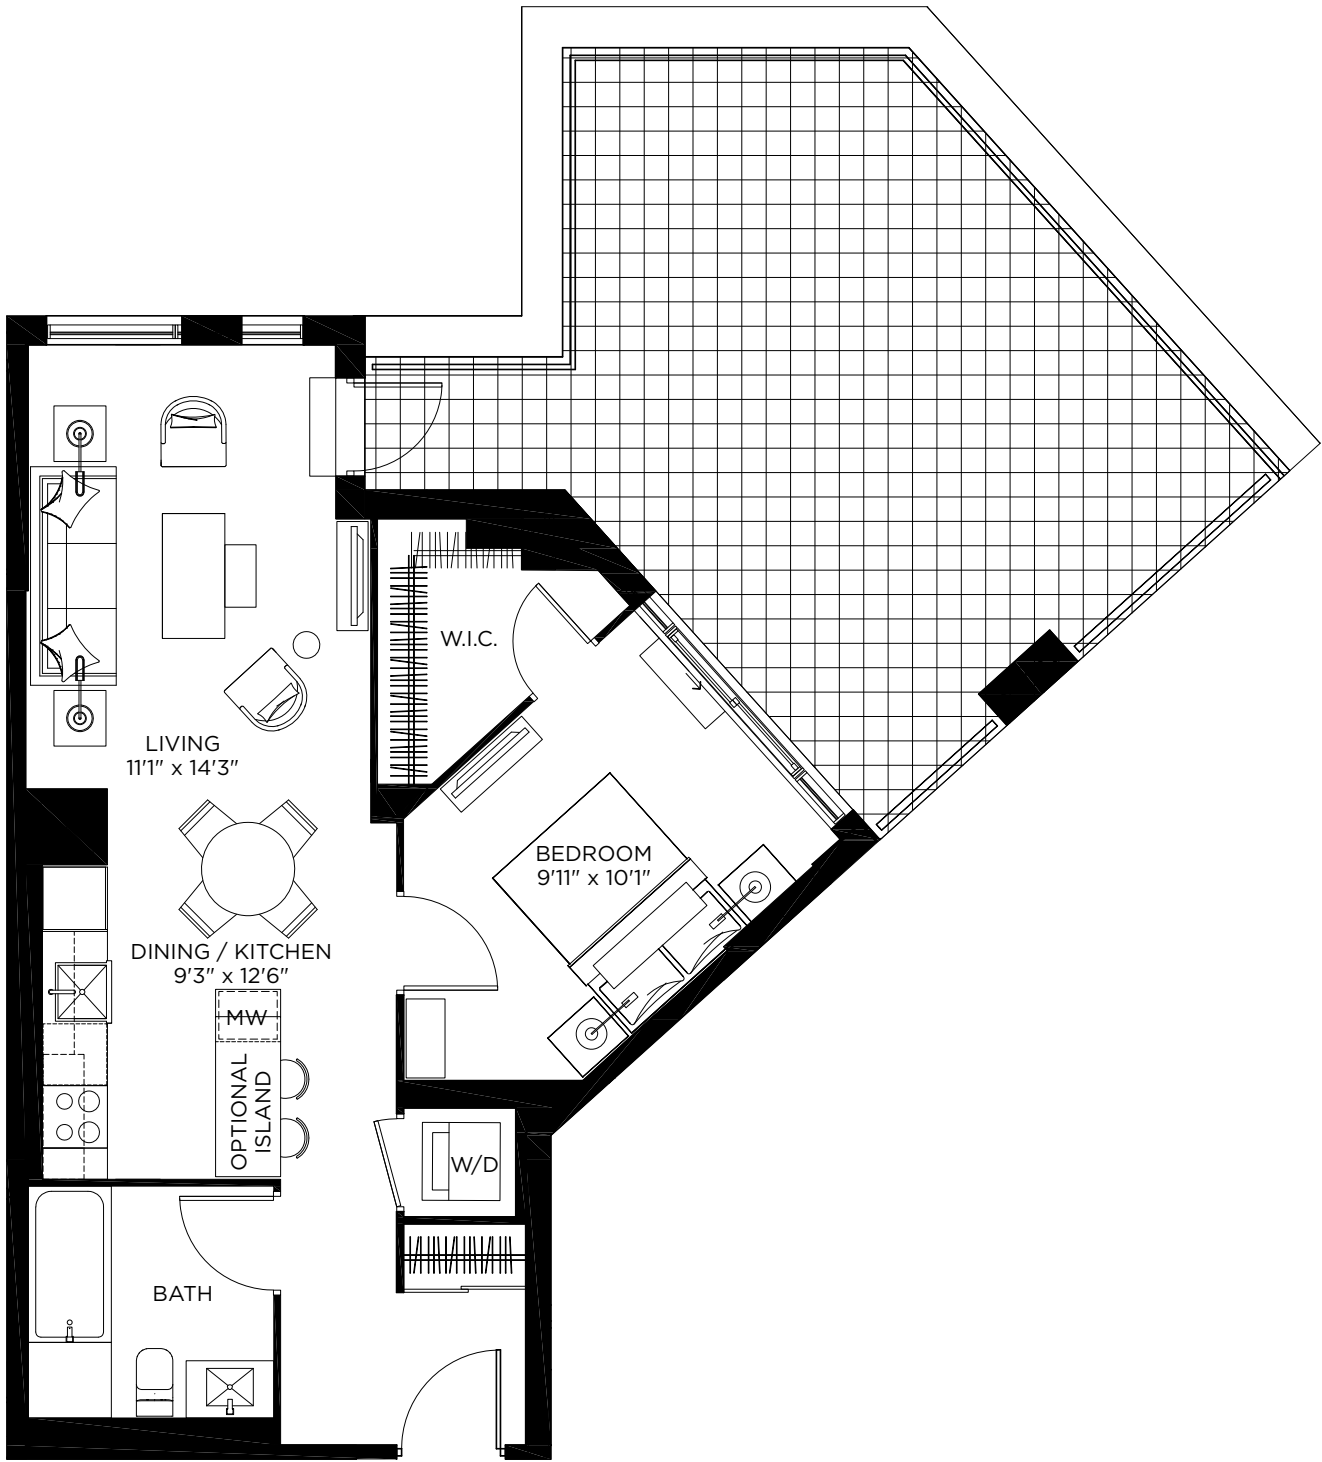 W.I.C.
LIVING
11'1" x 14'3"
BEDROOM
9'11" x 10'1"
DINING / KITCHEN
9'3" x 12'6"
MW
OPTIONAL
ISLAND
W/D
BATH